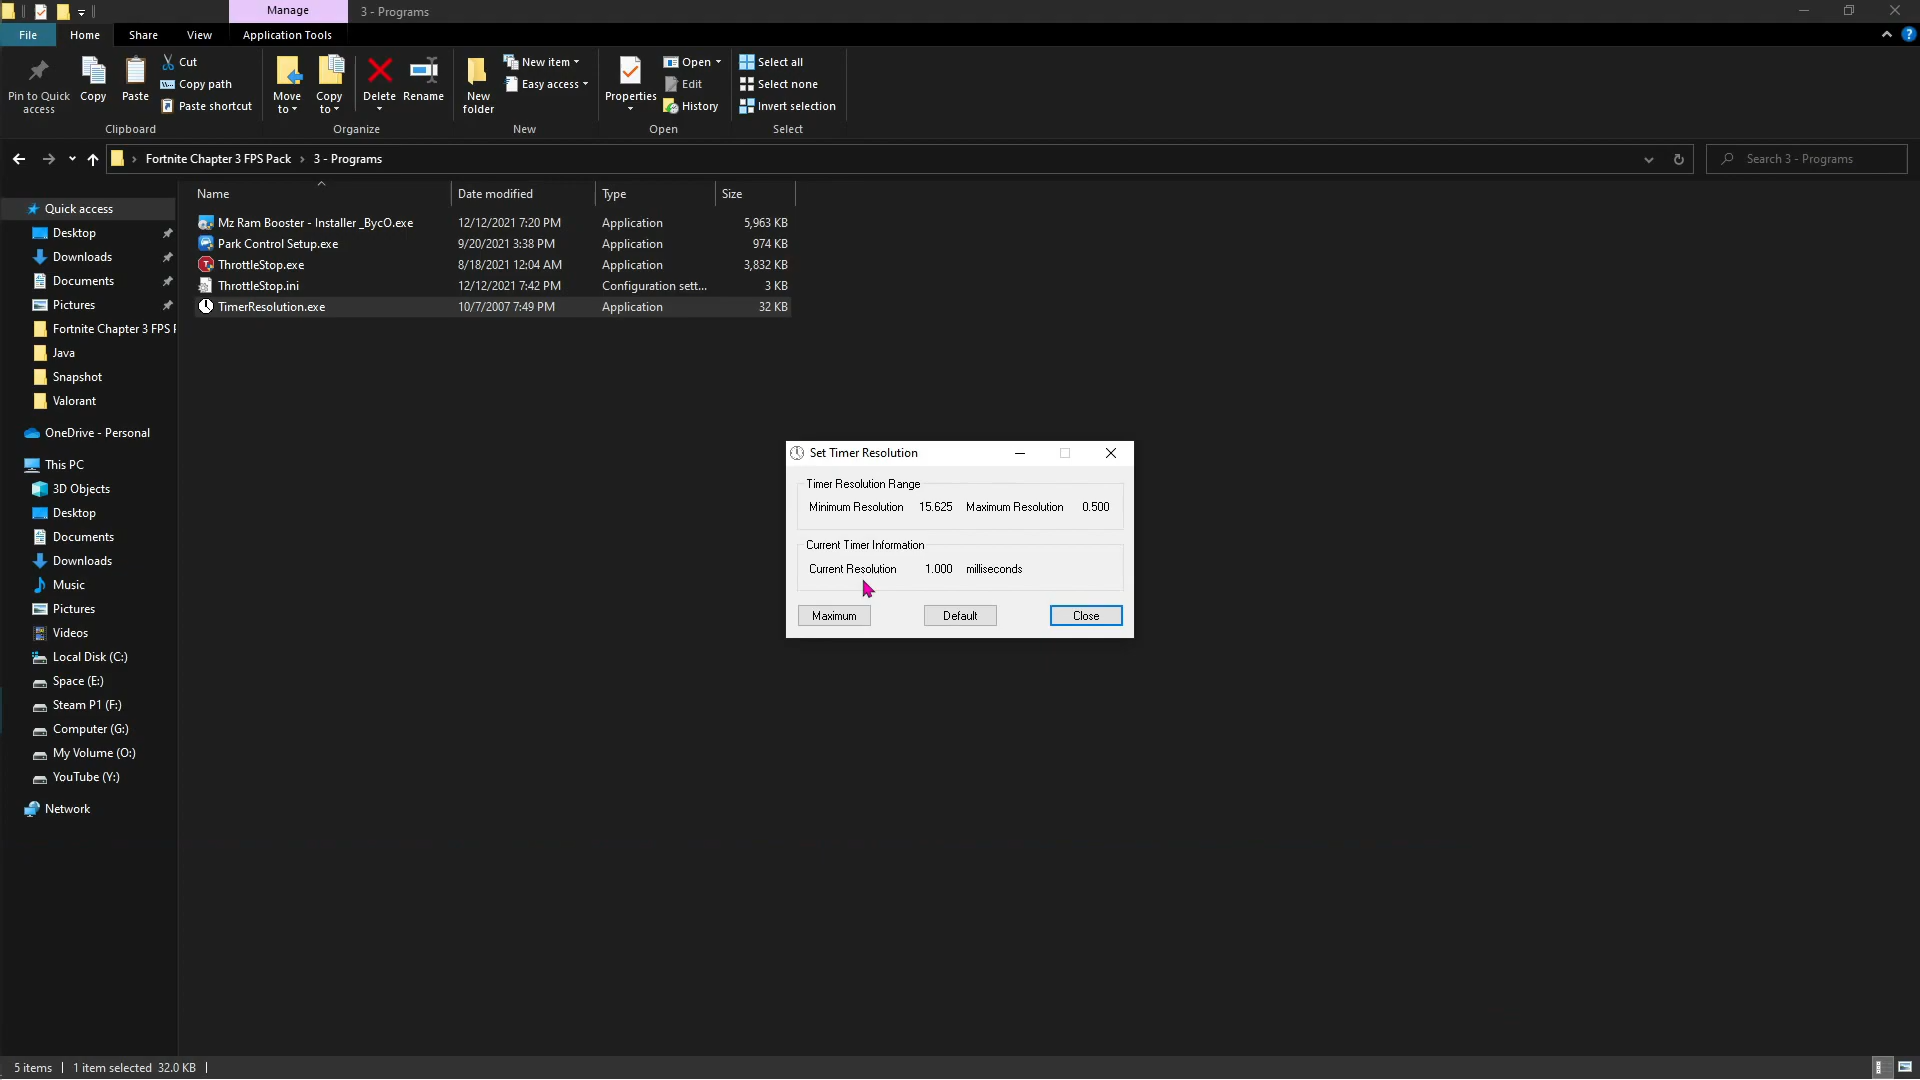 Manage
3 - Programs
File
Home
Share
View
Application Tools
Pin to Quick access
Copy
Paste
Cut
Copy path
Paste shortcut
Clipboard
Move to
Copy to
Delete
Rename
Organize
New folder
New item
Easy access
New
Properties
Open
Edit
History
Open
Select all
Select none
Invert selection
Select
Fortnite Chapter 3 FPS Pack > 3 - Programs
Search 3 - Programs
Name Date modified Type Size
Mz Ram Booster - Installer _BycO.exe 12/12/2021 7:20 PM Application 5,963 KB
Park Control Setup.exe 9/20/2021 3:38 PM Application 974 KB
ThrottleStop.exe 8/18/2021 12:04 AM Application 3,832 KB
ThrottleStop.ini 12/12/2021 7:42 PM Configuration sett... 3 KB
TimerResolution.exe 10/7/2007 7:49 PM Application 32 KB
Quick access
Desktop
Downloads
Documents
Pictures
Fortnite Chapter 3 FPS
Java
Snapshot
Valorant
OneDrive - Personal
This PC
3D Objects
Desktop
Documents
Downloads
Music
Pictures
Videos
Local Disk (C:)
Space (E:)
Steam P1 (F:)
Computer (G:)
My Volume (O:)
YouTube (Y:)
Network
Set Timer Resolution
Timer Resolution Range
Minimum Resolution 15.625 Maximum Resolution 0.500
Current Timer Information
Current Resolution 1.000 milliseconds
Maximum Default Close
5 items 1 item selected 32.0 KB